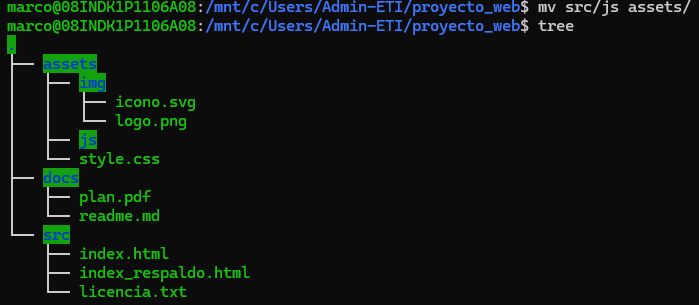 marco@08INDK1P1106A08:/mnt/c/Users/Admin-ETI/proyecto_web$ mv src/js assets/
marco@08INDK1P1106A08:/mnt/c/Users/Admin-ETI/proyecto_web$ tree
.
├── assets
│   ├── img
│   │   ├── icono.svg
│   │   └── logo.png
│   ├── js
│   └── style.css
├── docs
│   ├── plan.pdf
│   └── readme.md
└── src
    ├── index.html
    ├── index_respaldo.html
    └── licencia.txt